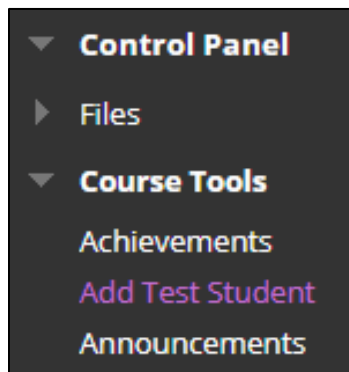 Control Panel
Files
Course Tools
Achievements
Add Test Student
Announcements